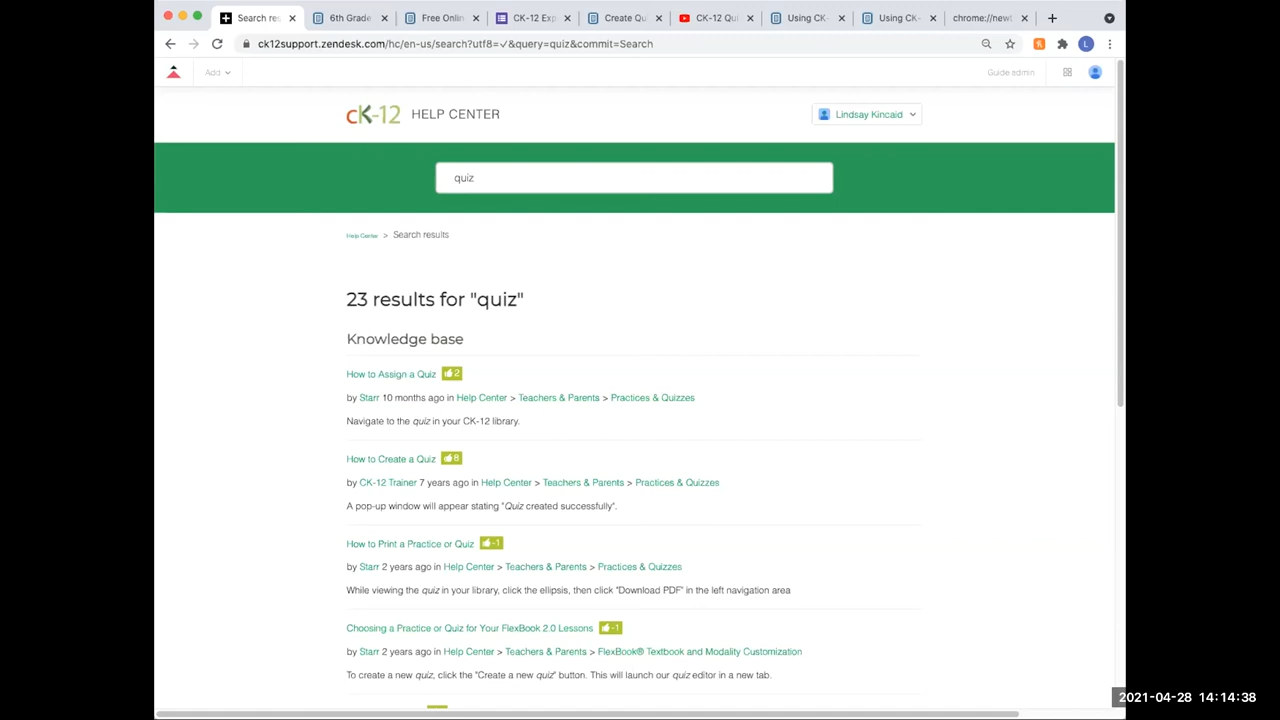 Search res
6th Grade
Free Onlin
CK-12 Exp
Create Qu
CK-12 Qui
Using CK-
Using CK-
chrome://newt
ck12support.zendesk.com/hc/en-us/search?utf8=✓&query=quiz&commit=Search
L
Add
Guide admin
cK-12 HELP CENTER
Lindsay Kincaid
quiz
Help Center > Search results
23 results for "quiz"
Knowledge base
How to Assign a Quiz 2
by Starr 10 months ago in Help Center > Teachers & Parents > Practices & Quizzes
Navigate to the quiz in your CK-12 library.
How to Create a Quiz 8
by CK-12 Trainer 7 years ago in Help Center > Teachers & Parents > Practices & Quizzes
A pop-up window will appear stating "Quiz created successfully".
How to Print a Practice or Quiz -1
by Starr 2 years ago in Help Center > Teachers & Parents > Practices & Quizzes
While viewing the quiz in your library, click the ellipsis, then click "Download PDF" in the left navigation area
Choosing a Practice or Quiz for Your FlexBook 2.0 Lessons -1
by Starr 2 years ago in Help Center > Teachers & Parents > FlexBook® Textbook and Modality Customization
To create a new quiz, click the "Create a new quiz" button. This will launch our quiz editor in a new tab.
2021-04-28 14:14:38